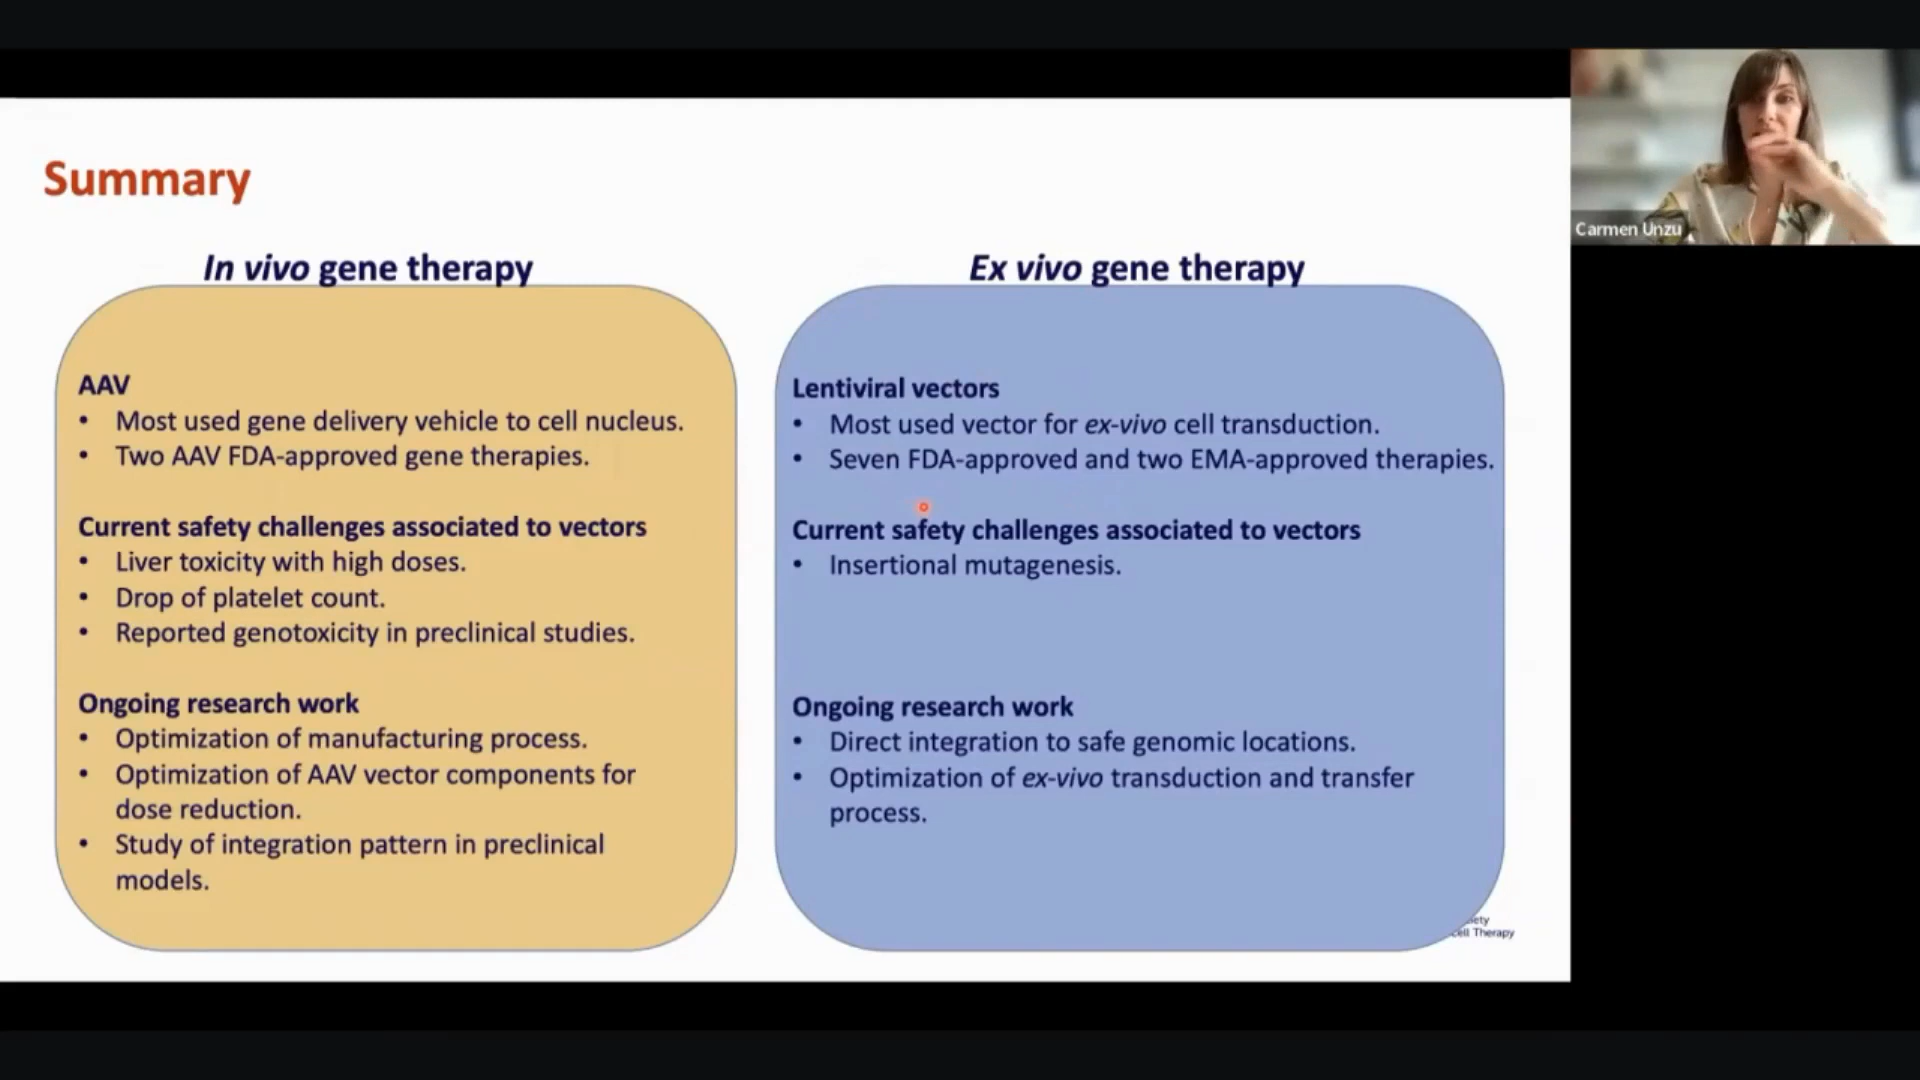 Summary
In vivo gene therapy
AAV
• Most used gene delivery vehicle to cell nucleus.
• Two AAV FDA-approved gene therapies.
Current safety challenges associated to vectors
• Liver toxicity with high doses.
• Drop of platelet count.
• Reported genotoxicity in preclinical studies.
Ongoing research work
• Optimization of manufacturing process.
• Optimization of AAV vector components for
dose reduction.
• Study of integration pattern in preclinical
models.
Ex vivo gene therapy
Lentiviral vectors
• Most used vector for ex-vivo cell transduction.
• Seven FDA-approved and two EMA-approved therapies.
Current safety challenges associated to vectors
• Insertional mutagenesis.
Ongoing research work
• Direct integration to safe genomic locations.
• Optimization of ex-vivo transduction and transfer
process.
Therapy
Carmen Unzu